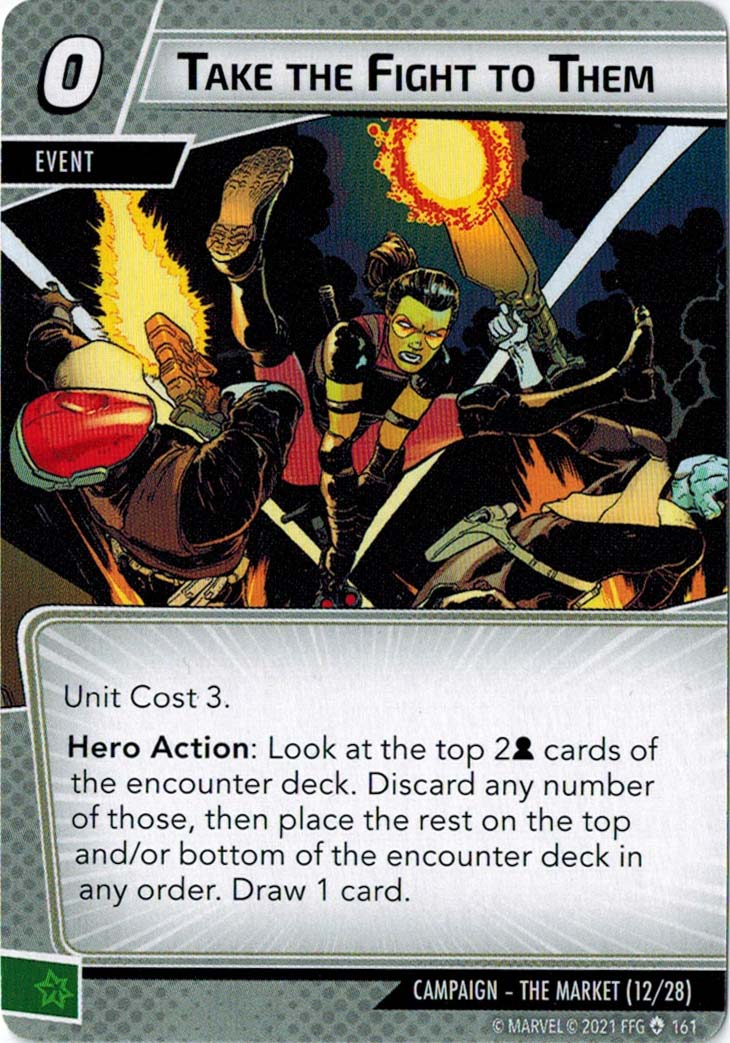 0
TAKE THE FIGHT TO THEM
EVENT
Unit Cost 3.
Hero Action: Look at the top 2 cards of
the encounter deck. Discard any number
of those, then place the rest on the top
and/or bottom of the encounter deck in
any order. Draw 1 card.
CAMPAIGN – THE MARKET (12/28)
© MARVEL © 2021 FFG 161